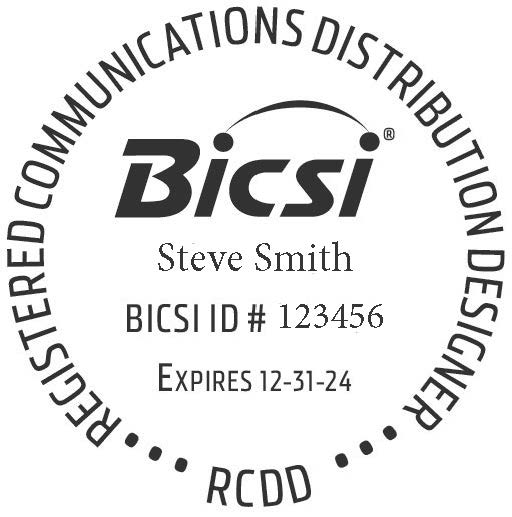 REGISTERED COMMUNICATIONS DISTRIBUTION DESIGNER
BICSI®
Steve Smith
BICSI ID # 123456
EXPIRES 12-31-24
RCDD